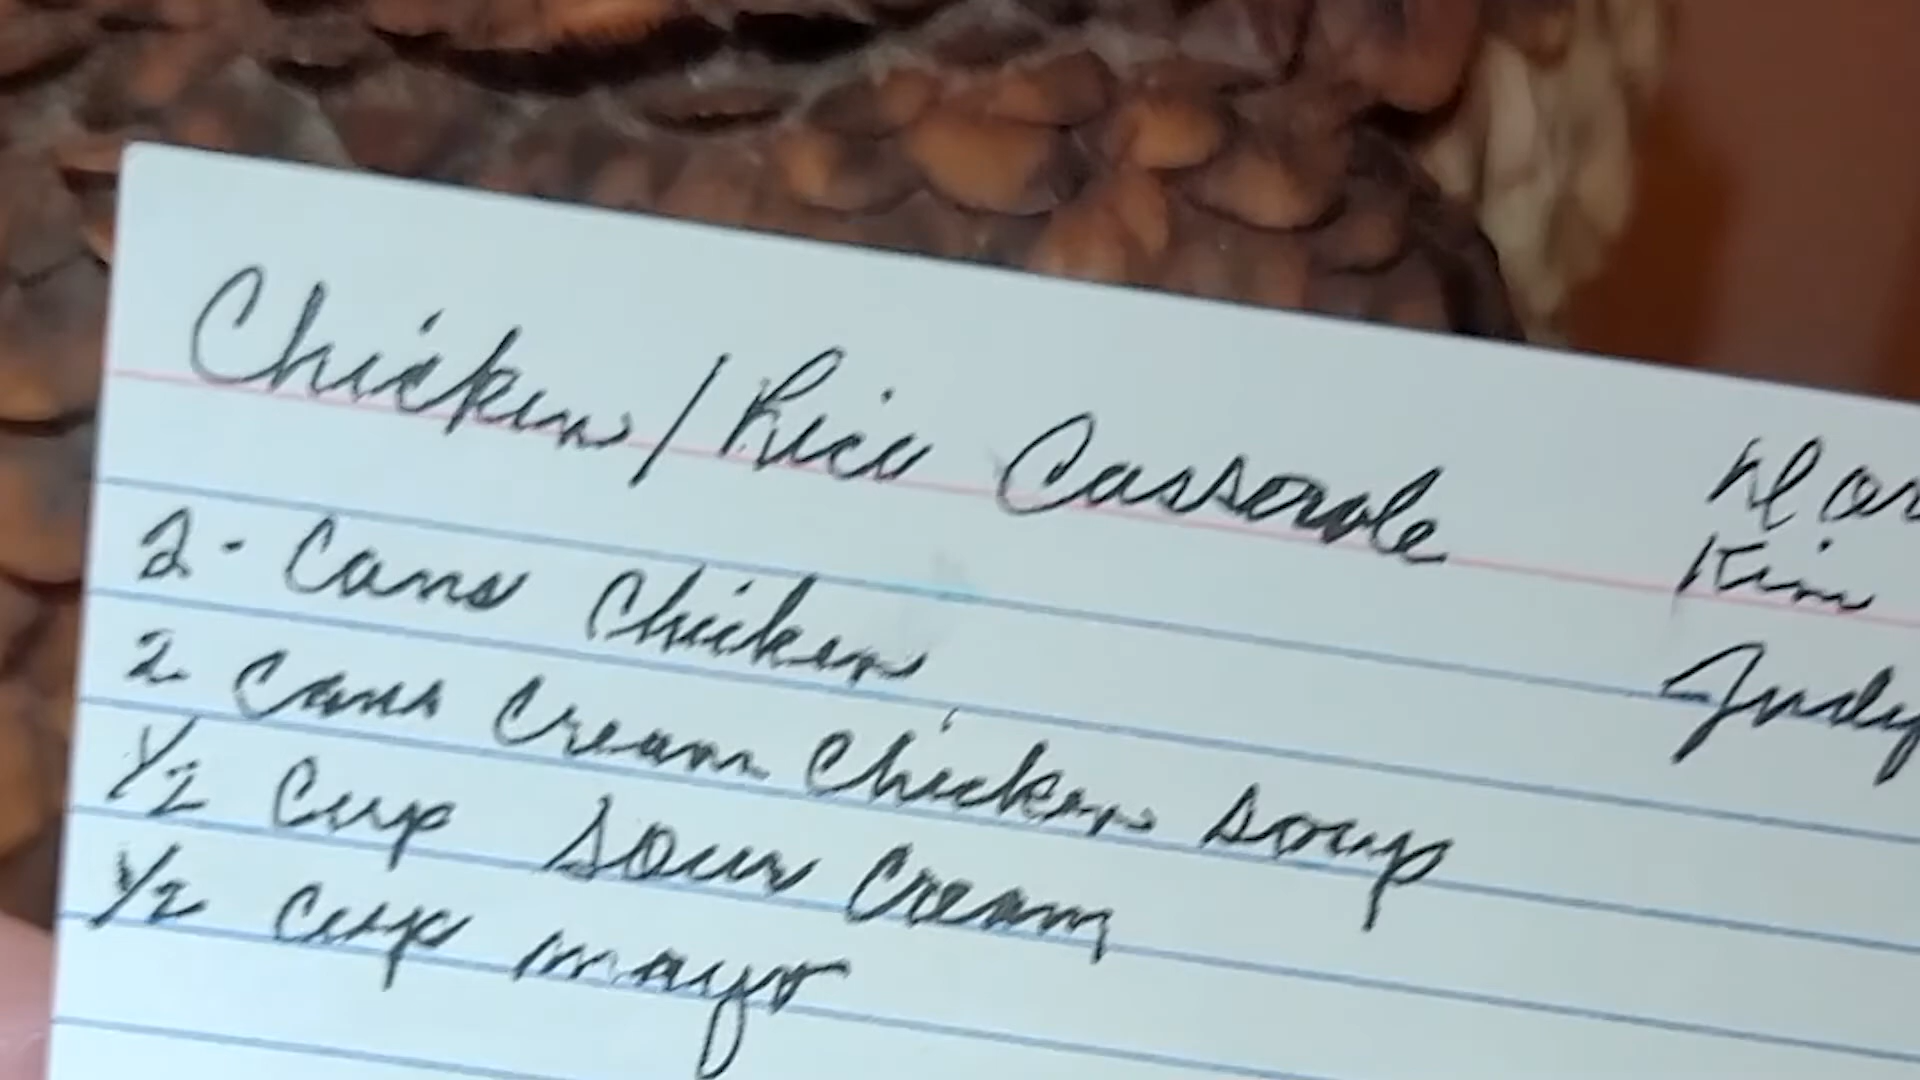 Chicken/Rice Casserole
Kim
Judy
2 - Cans Chicken
2 Cans Cream Chicken Soup
1/2 Cup Sour Cream
1/2 Cup mayo